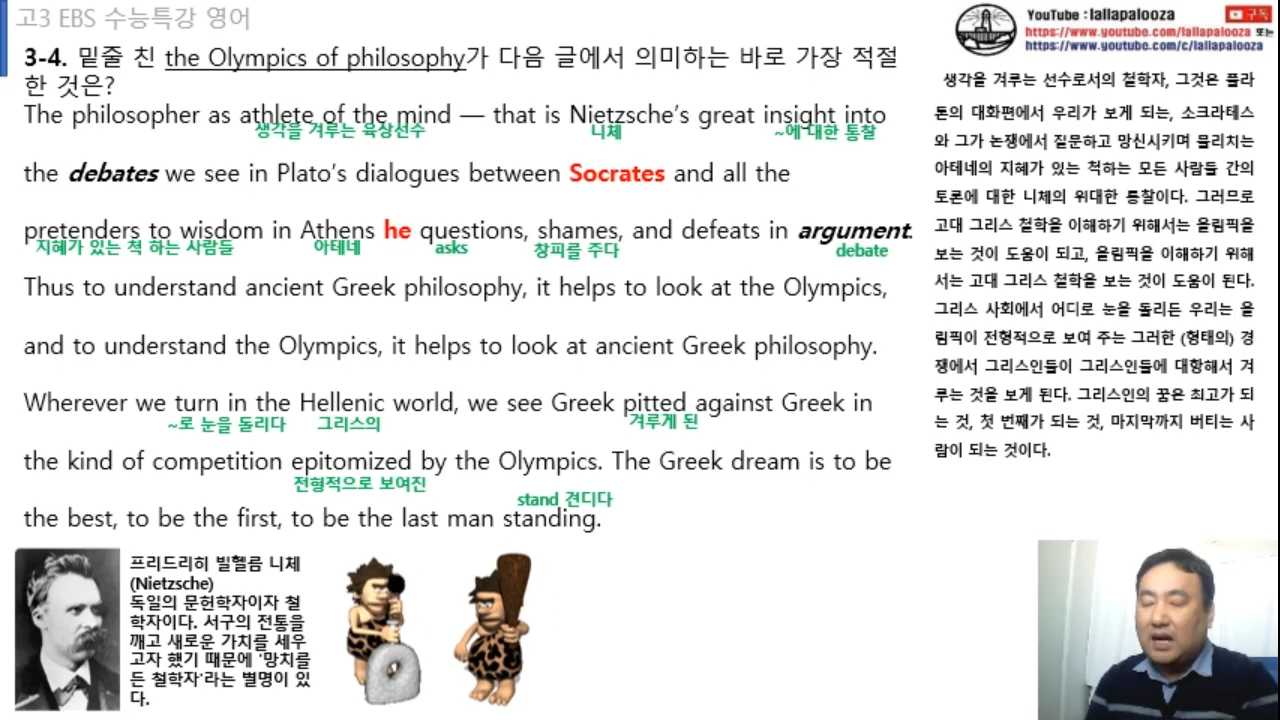 고3 EBS 수능특강 영어
3-4. 밑줄 친 the Olympics of philosophy가 다음 글에서 의미하는 바로 가장 적절
한 것은?
The philosopher as athlete of the mind — that is Nietzsche's great insight into
생각을 겨루는 육상선수 니체 ~에 대한 통찰
the debates we see in Plato's dialogues between Socrates and all the
pretenders to wisdom in Athens he questions, shames, and defeats in argument.
지혜가 있는 척 하는 사람들 아테네 asks 창피를 주다 debate
Thus to understand ancient Greek philosophy, it helps to look at the Olympics,
and to understand the Olympics, it helps to look at ancient Greek philosophy.
Wherever we turn in the Hellenic world, we see Greek pitted against Greek in
~로 눈을 돌리다 그리스의 겨루게 된
the kind of competition epitomized by the Olympics. The Greek dream is to be
전형적으로 보여진 stand 견디다
the best, to be the first, to be the last man standing.
프리드리히 빌헬름 니체
(Nietzsche)
독일의 문헌학자이자 철
학자이다. 서구의 전통을
깨고 새로운 가치를 세우
고자 했기 때문에 '망치를
든 철학자'라는 별명이 있
다.
YouTube : lallapalooza 구독
https://www.youtube.com/lallapalooza 또는
https://www.youtube.com/c/lallapalooza
생각을 겨루는 선수로서의 철학자, 그것은 플라
톤의 대화편에서 우리가 보게 되는, 소크라테스
와 그가 논쟁에서 질문하고 망신시키며 물리치는
아테네의 지혜가 있는 척하는 모든 사람들 간의
토론에 대한 니체의 위대한 통찰이다. 그러므로
고대 그리스 철학을 이해하기 위해서는 올림픽을
보는 것이 도움이 되고, 올림픽을 이해하기 위해
서는 고대 그리스 철학을 보는 것이 도움이 된다.
그리스 사회에서 어디로 눈을 돌리든 우리는 올
림픽이 전형적으로 보여 주는 그러한 (형태의) 경
쟁에서 그리스인들이 그리스인들에 대항해서 겨
루는 것을 보게 된다. 그리스인의 꿈은 최고가 되
는 것, 첫 번째가 되는 것, 마지막까지 버티는 사
람이 되는 것이다.